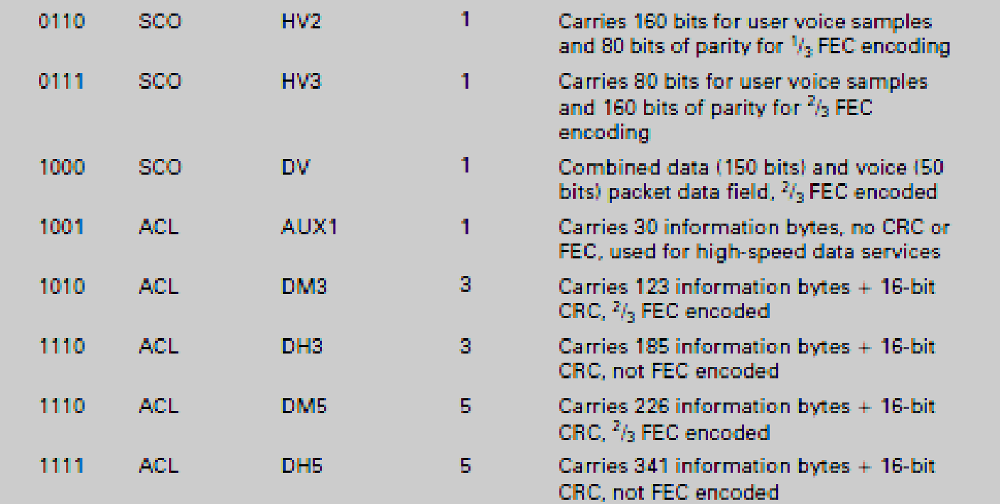 0110 SCO HV2 1 Carries 160 bits for user voice samples
and 80 bits of parity for 1/3 FEC encoding
0111 SCO HV3 1 Carries 80 bits for user voice samples
and 160 bits of parity for 2/3 FEC
encoding
1000 SCO DV 1 Combined data (150 bits) and voice (50
bits) packet data field, 2/3 FEC encoded
1001 ACL AUX1 1 Carries 30 information bytes, no CRC or
FEC, used for high-speed data services
1010 ACL DM3 3 Carries 123 information bytes + 16-bit
CRC, 2/3 FEC encoded
1110 ACL DH3 3 Carries 185 information bytes + 16-bit
CRC, not FEC encoded
1110 ACL DM5 5 Carries 226 information bytes + 16-bit
CRC, 2/3 FEC encoded
1111 ACL DH5 5 Carries 341 information bytes + 16-bit
CRC, not FEC encoded